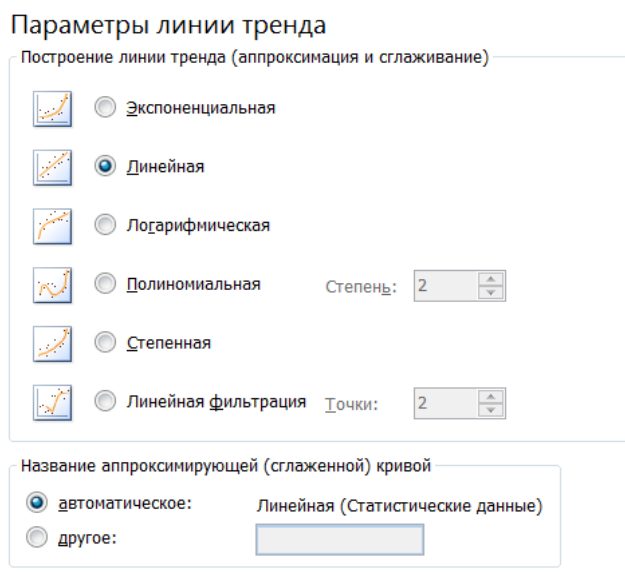 Параметры линии тренда
Построение линии тренда (аппроксимация и сглаживание)
Экспоненциальная
Линейная
Логарифмическая
Полиномиальная Степень: 2
Степенная
Линейная фильтрация Точки: 2
Название аппроксимирующей (сглаженной) кривой
автоматическое: Линейная (Статистические данные)
другое: